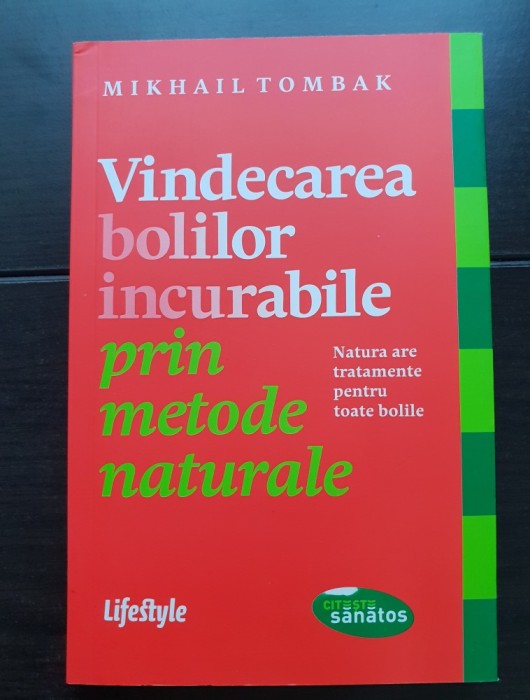 MIKHAIL TOMBAK
Vindecarea
bolilor
incurabile
prin
metode
naturale
Natura are
tratamente
pentru
toate bolile
Lifestyle
CITEȘTE
sănătos